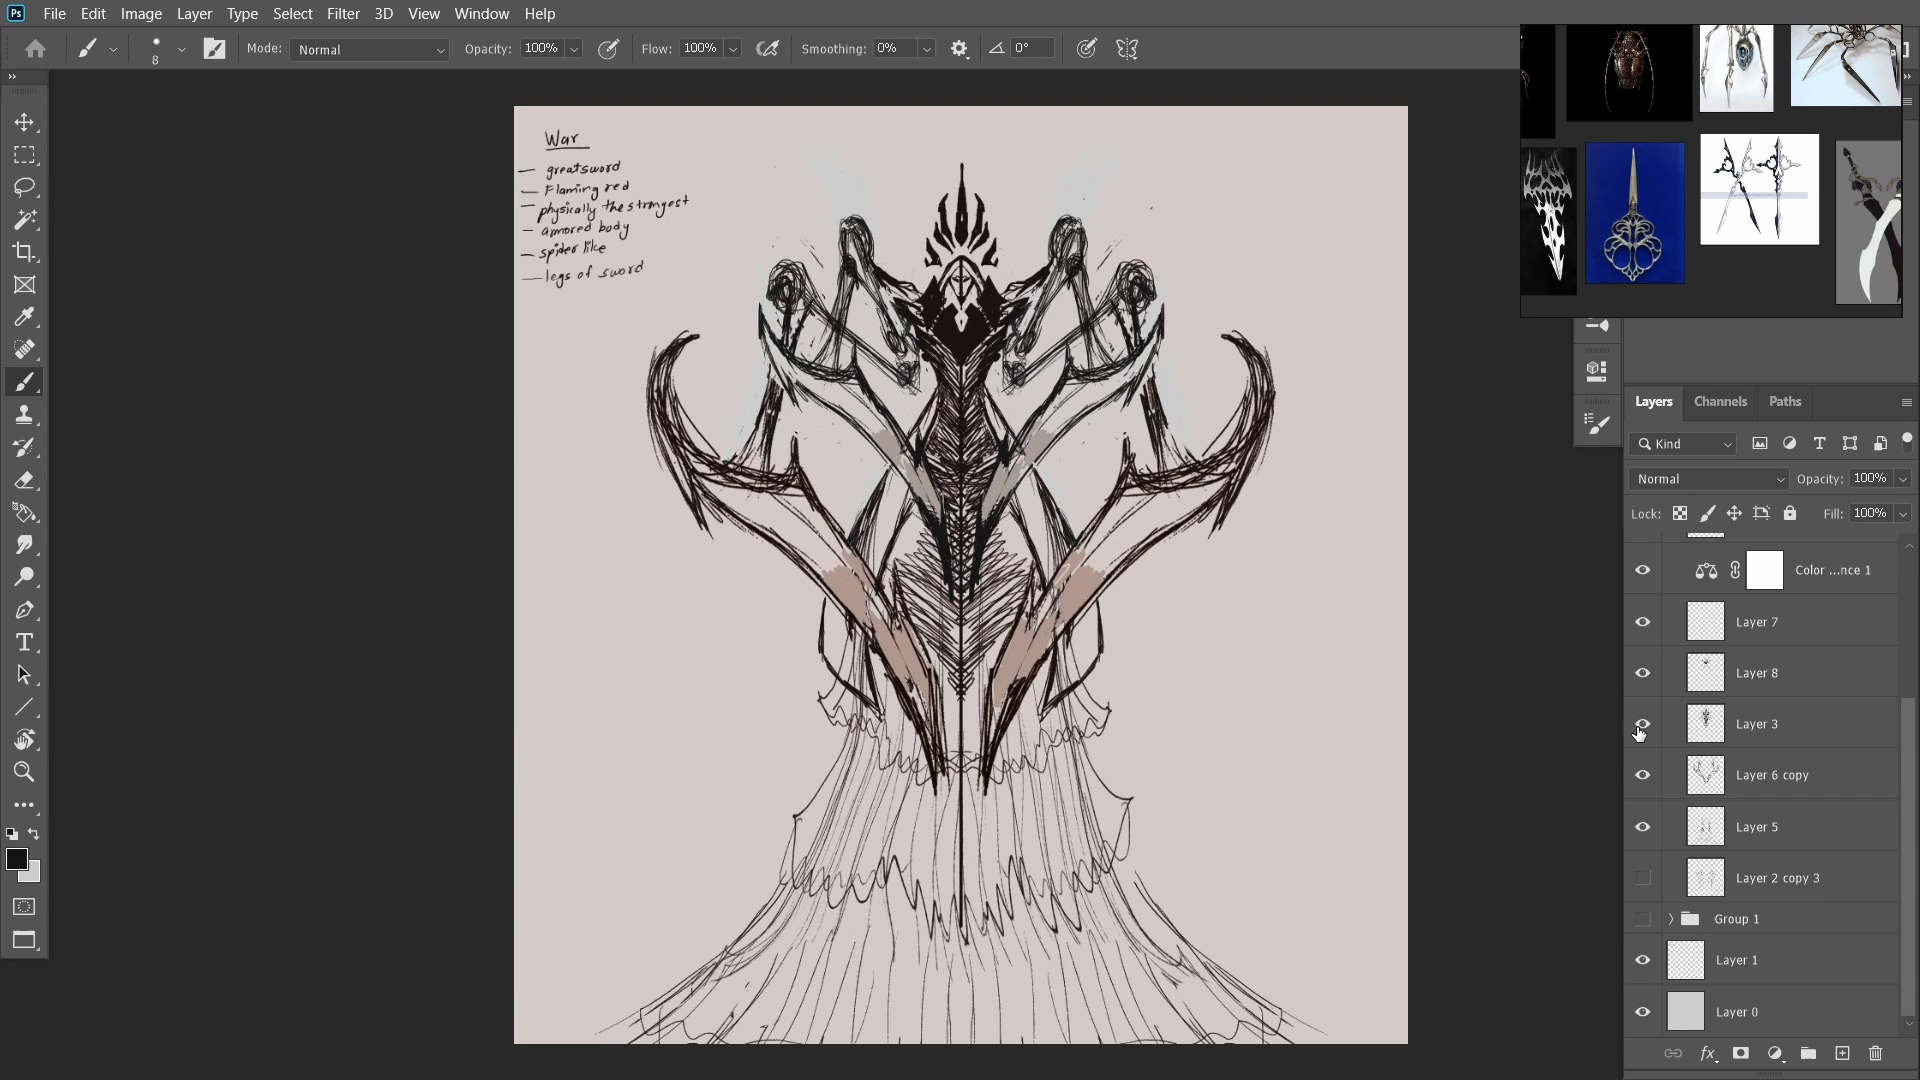 Ps File Edit Image Layer Type Select Filter 3D View Window Help
8 Mode: Normal Opacity: 100% Flow: 100% Smoothing: 0% 0°
War
— greatsword
— Flaming red
— physically the strongest
— armored body
— spider like
— legs of sword
Layers Channels Paths
Kind
Normal Opacity: 100%
Lock: Fill: 100%
Color ...nce 1
Layer 7
Layer 8
Layer 3
Layer 6 copy
Layer 5
Layer 2 copy 3
Group 1
Layer 1
Layer 0